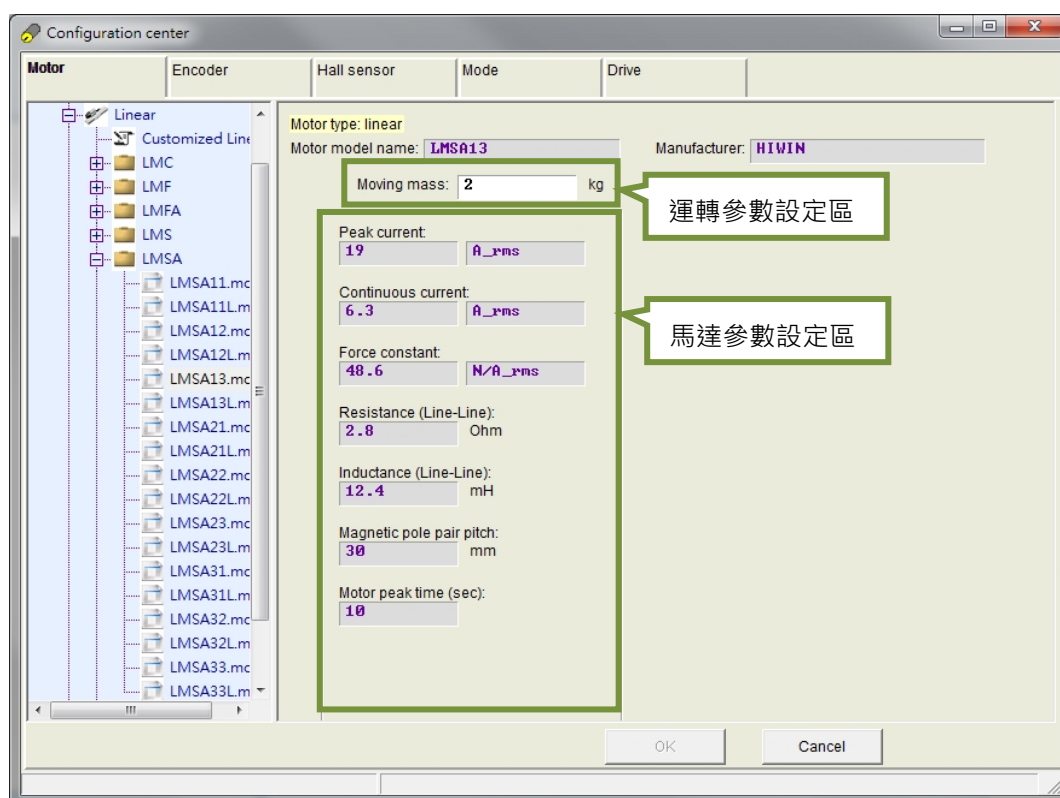 Configuration center
Motor Encoder Hall sensor Mode Drive
Linear
Customized Line
LMC
LMF
LMFA
LMS
LMSA
LMSA11.mc
LMSA11L.m
LMSA12.mc
LMSA12L.m
LMSA13.mc
LMSA13L.m
LMSA21.mc
LMSA21L.m
LMSA22.mc
LMSA22L.m
LMSA23.mc
LMSA23L.m
LMSA31.mc
LMSA31L.m
LMSA32.mc
LMSA32L.m
LMSA33.mc
LMSA33L.m
Motor type: linear
Motor model name: LMSA13 Manufacturer: HIWIN
Moving mass: 2 kg
運轉參數設定區
Peak current:
19 A_rms
Continuous current:
6.3 A_rms
馬達參數設定區
Force constant:
48.6 N/A_rms
Resistance (Line-Line):
2.8 Ohm
Inductance (Line-Line):
12.4 mH
Magnetic pole pair pitch:
30 mm
Motor peak time (sec):
10
OK Cancel